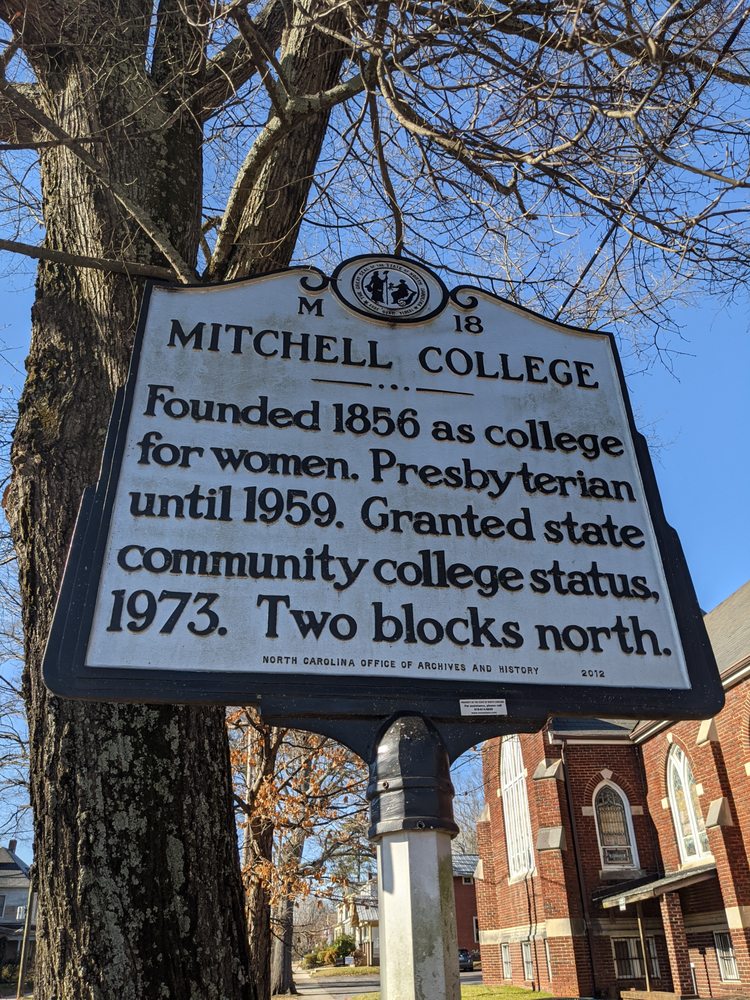 M 18
MITCHELL COLLEGE
Founded 1856 as college
for women. Presbyterian
until 1959. Granted state
community college status,
1973. Two blocks north.
NORTH CAROLINA OFFICE OF ARCHIVES AND HISTORY 2012